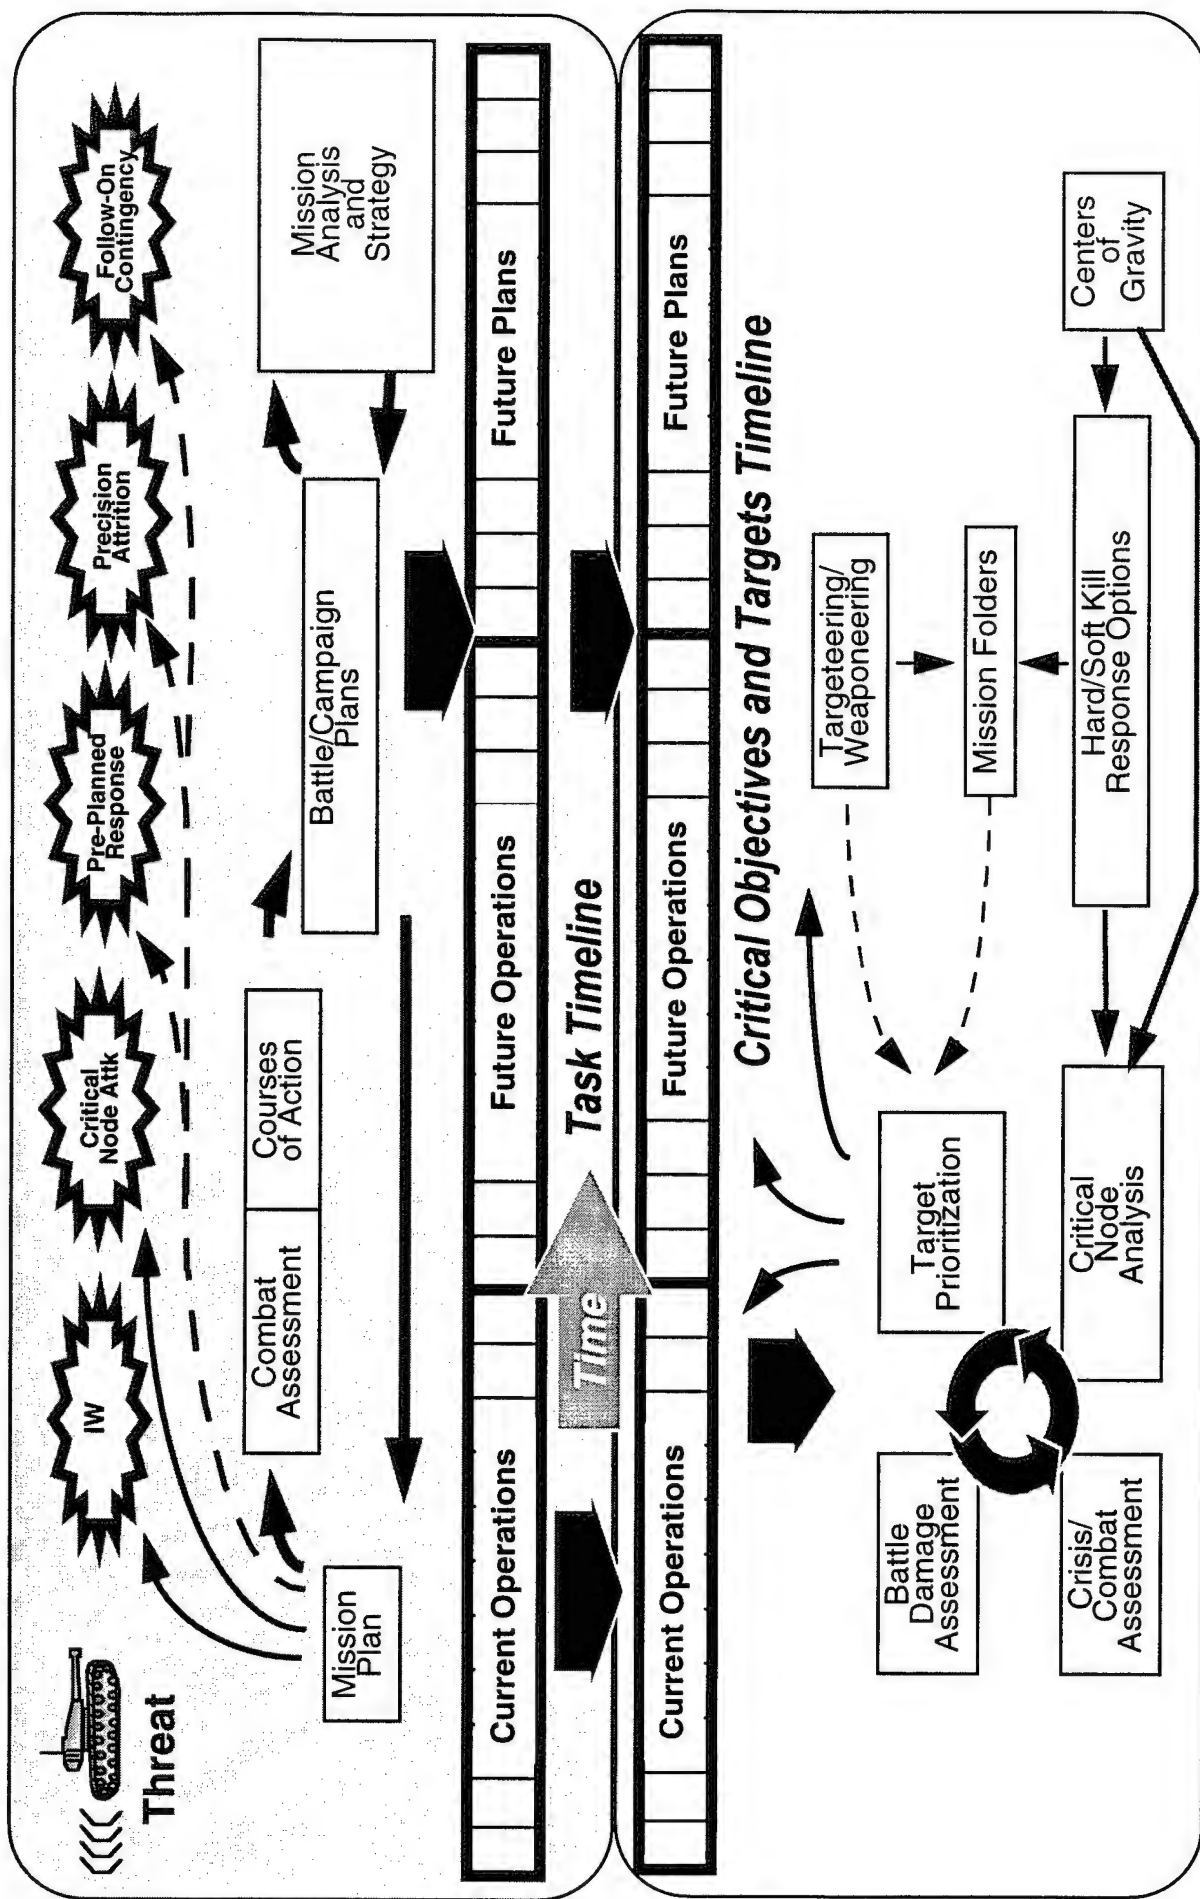 Threat
IW
Critical
Node Attk
Pre-Planned
Response
Precision
Attrition
Follow-On
Contingency
Mission
Plan
Combat
Assessment
Courses
of Action
Battle/Campaign
Plans
Mission
Analysis
and
Strategy
Current Operations
Future Operations
Future Plans
Time
Task Timeline
Current Operations
Future Operations
Future Plans
Critical Objectives and Targets Timeline
Battle
Damage
Assessment
Target
Prioritization
Targeteering/
Weaponeering
Mission Folders
Crisis/
Combat
Assessment
Critical
Node
Analysis
Hard/Soft Kill
Response Options
Centers
of
Gravity